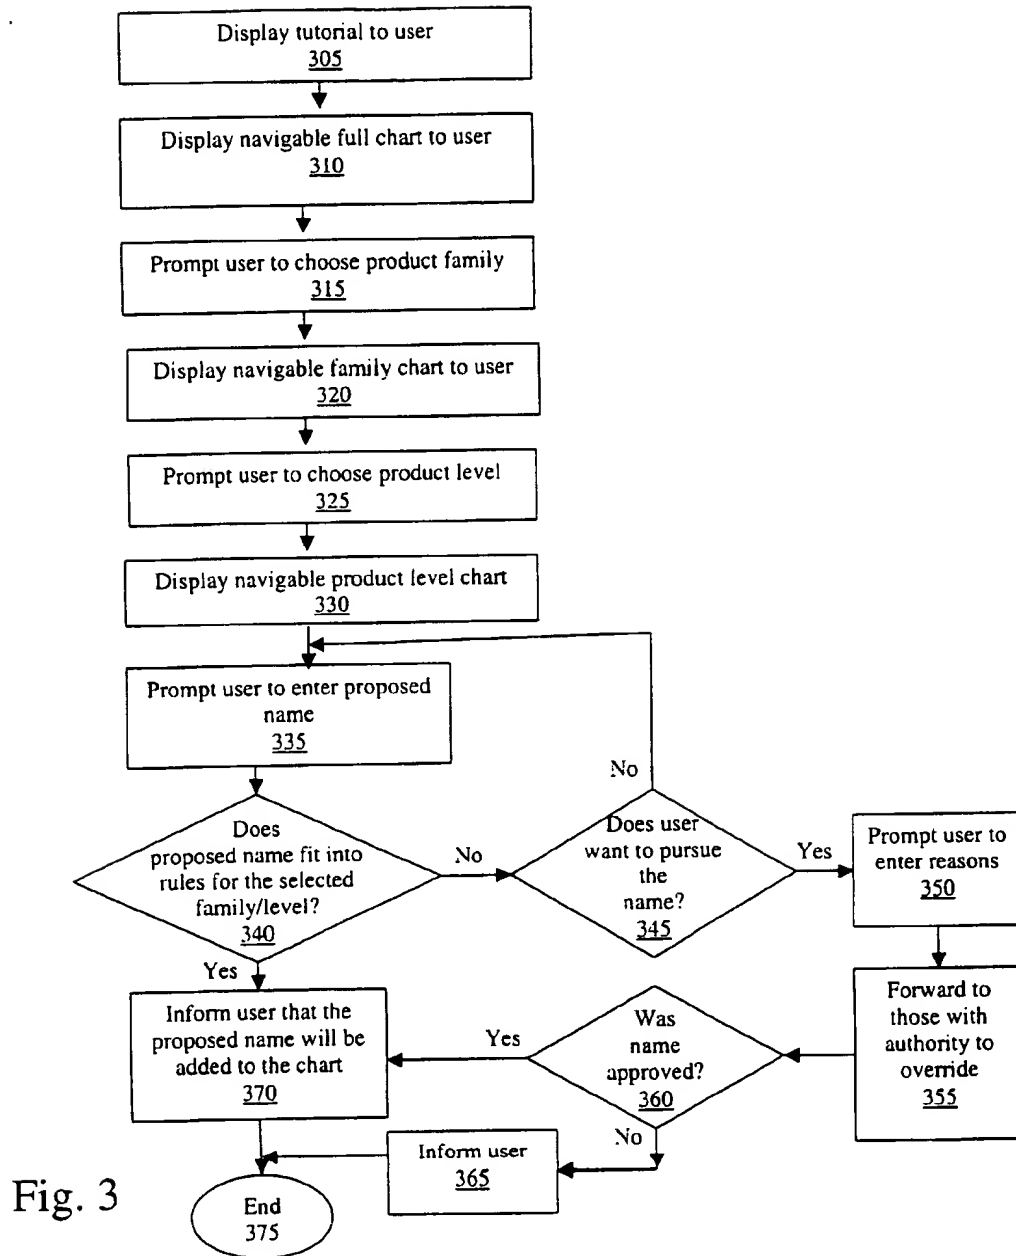 Display tutorial to user
305
Display navigable full chart to user
310
Prompt user to choose product family
315
Display navigable family chart to user
320
Prompt user to choose product level
325
Display navigable product level chart
330
Prompt user to enter proposed
name
335
Does
proposed name fit into
rules for the selected
family/level?
340
No
Yes
Does user
want to pursue
the
name?
345
No
Yes
Prompt user to
enter reasons
350
Forward to
those with
authority to
override
355
Was
name
approved?
360
Yes
No
Inform user that the
proposed name will be
added to the chart
370
Inform user
365
End
375
Fig. 3